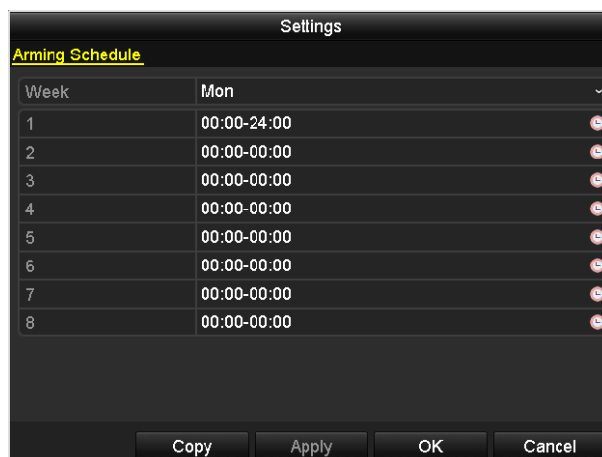 Settings
Arming Schedule
Week Mon
1 00:00-24:00
2 00:00-00:00
3 00:00-00:00
4 00:00-00:00
5 00:00-00:00
6 00:00-00:00
7 00:00-00:00
8 00:00-00:00
Copy Apply OK Cancel